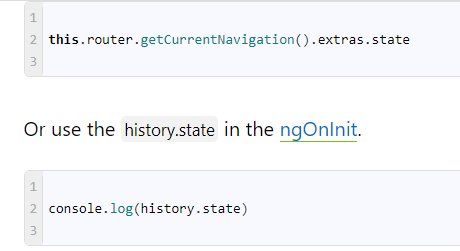 1
2 this.router.getCurrentNavigation().extras.state
3
Or use the history.state in the ngOnInit.
1
2 console.log(history.state)
3